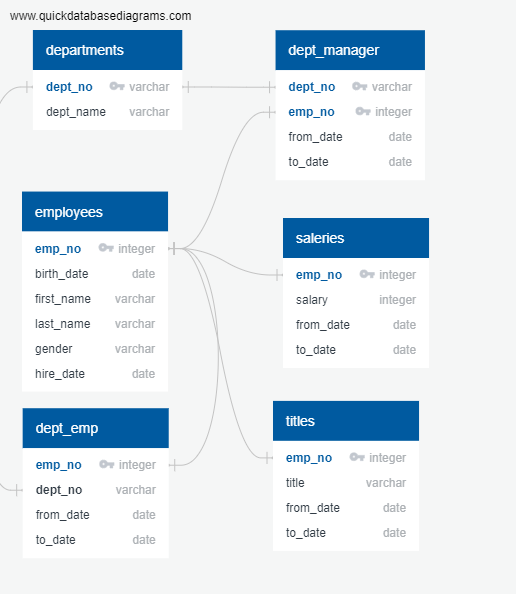 www.quickdatabasediagrams.com
departments
dept_no varchar
dept_name varchar
dept_manager
dept_no varchar
emp_no integer
from_date date
to_date date
employees
emp_no integer
birth_date date
first_name varchar
last_name varchar
gender varchar
hire_date date
saleries
emp_no integer
salary integer
from_date date
to_date date
dept_emp
emp_no integer
dept_no varchar
from_date date
to_date date
titles
emp_no integer
title varchar
from_date date
to_date date